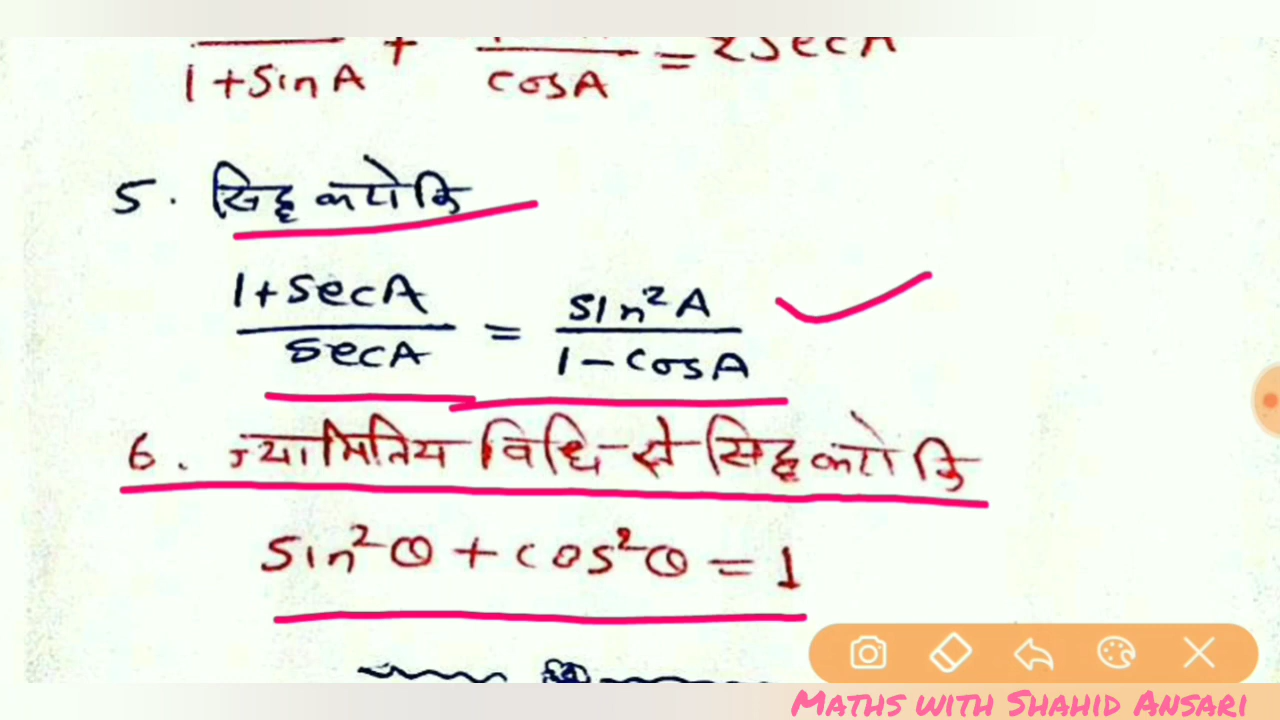 1+SinA + cosA = 2SecA
5. सिद्ध करो कि
1+SecA / SecA = Sin²A / 1-cosA
6. ज्यामितिय विधि से सिद्ध करो कि
Sin²θ + cos²θ = 1
MATHS WITH SHAHID ANSARI